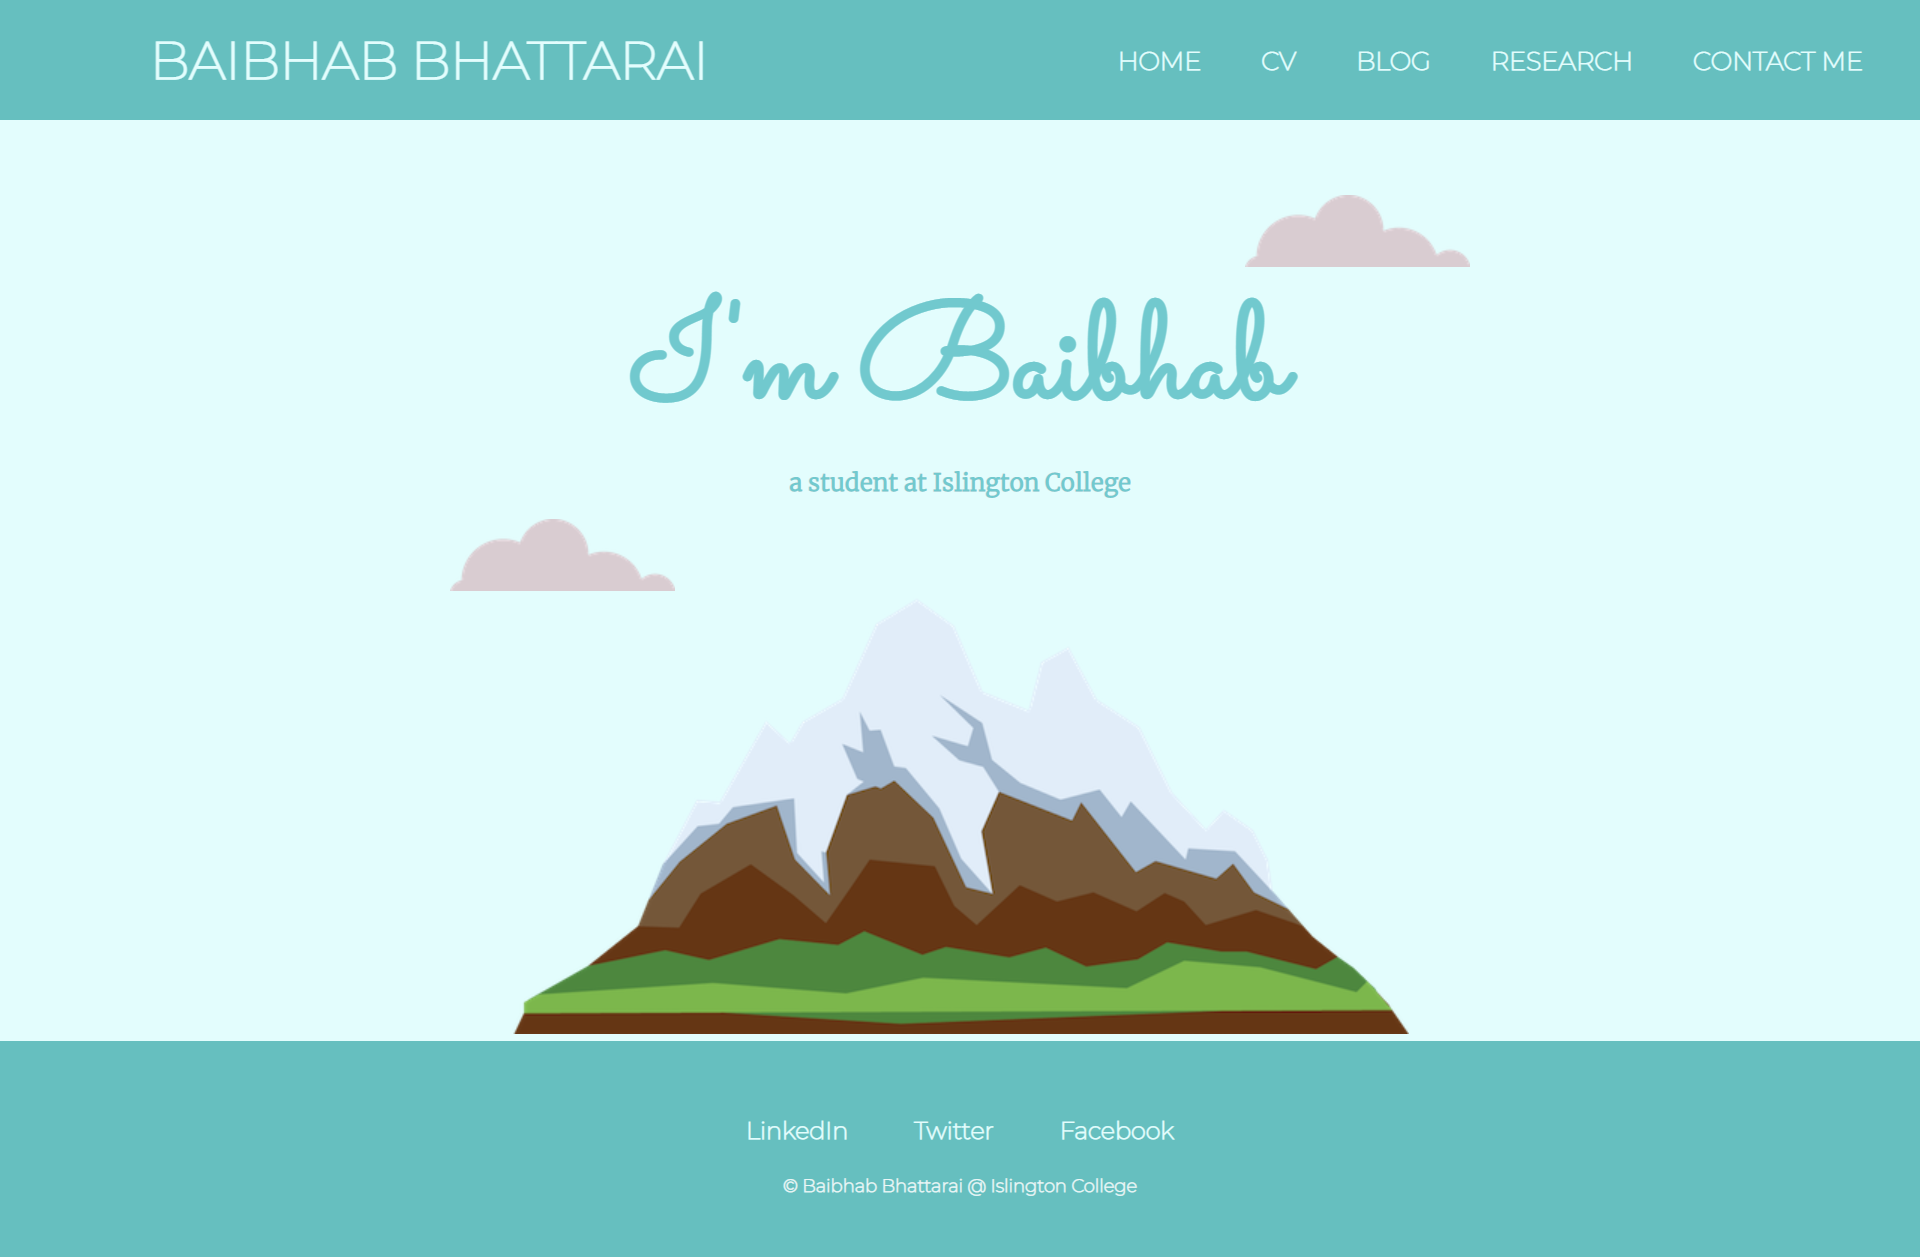 BAIBHAB BHATTARAI HOME CV BLOG RESEARCH CONTACT ME
I'm Baibhab
a student at Islington College
LinkedIn Twitter Facebook
© Baibhab Bhattarai @ Islington College